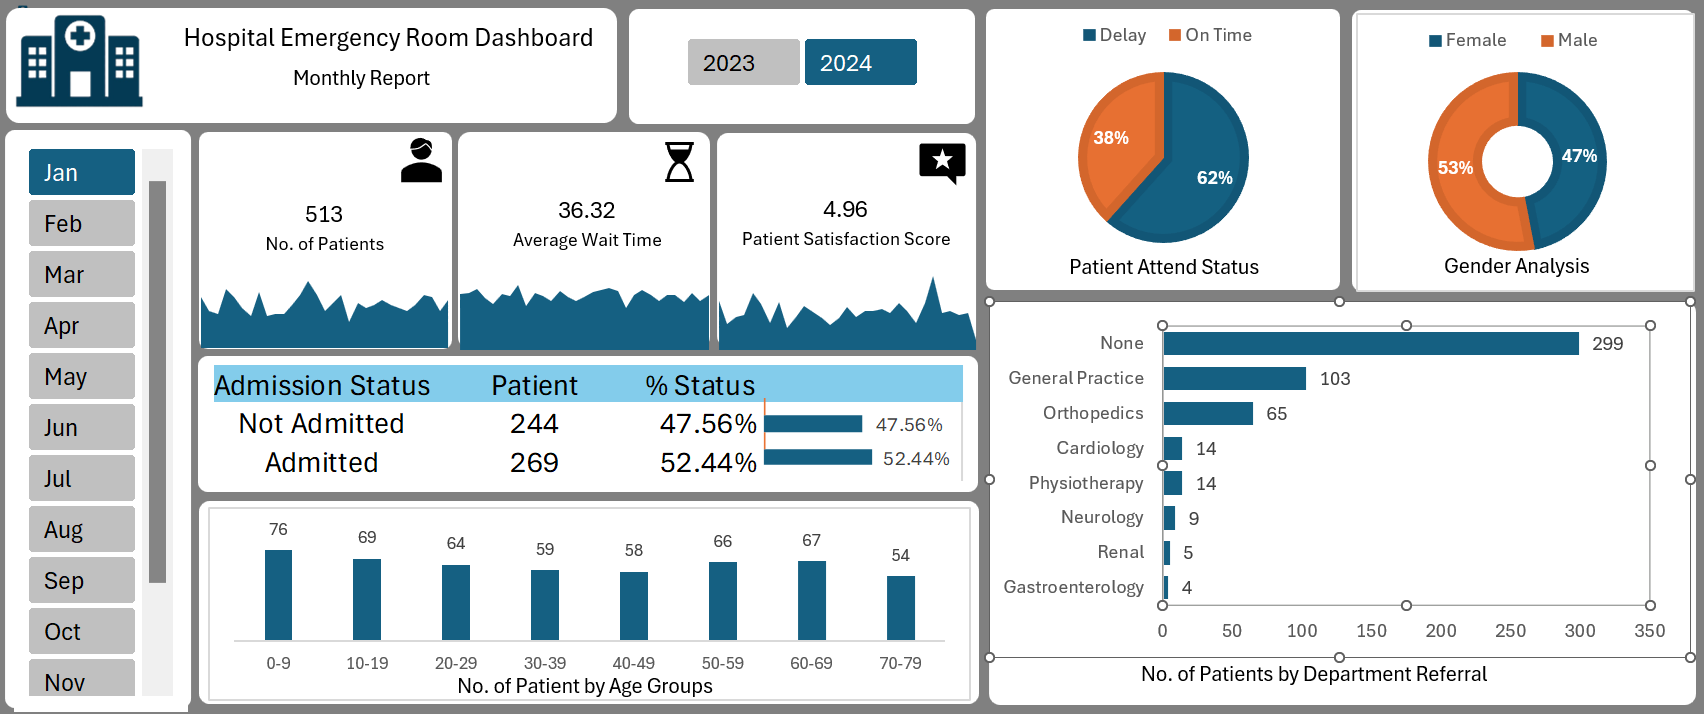 Hospital Emergency Room Dashboard
Monthly Report
2023
2024
Jan
Feb
Mar
Apr
May
Jun
Jul
Aug
Sep
Oct
Nov
513
No. of Patients
36.32
Average Wait Time
4.96
Patient Satisfaction Score
Delay On Time
38%
62%
Patient Attend Status
Female Male
53%
47%
Gender Analysis
Admission Status Patient % Status
Not Admitted 244 47.56% 47.56%
Admitted 269 52.44% 52.44%
76 69 64 59 58 66 67 54
0-9 10-19 20-29 30-39 40-49 50-59 60-69 70-79
No. of Patient by Age Groups
None 299
General Practice 103
Orthopedics 65
Cardiology 14
Physiotherapy 14
Neurology 9
Renal 5
Gastroenterology 4
0 50 100 150 200 250 300 350
No. of Patients by Department Referral